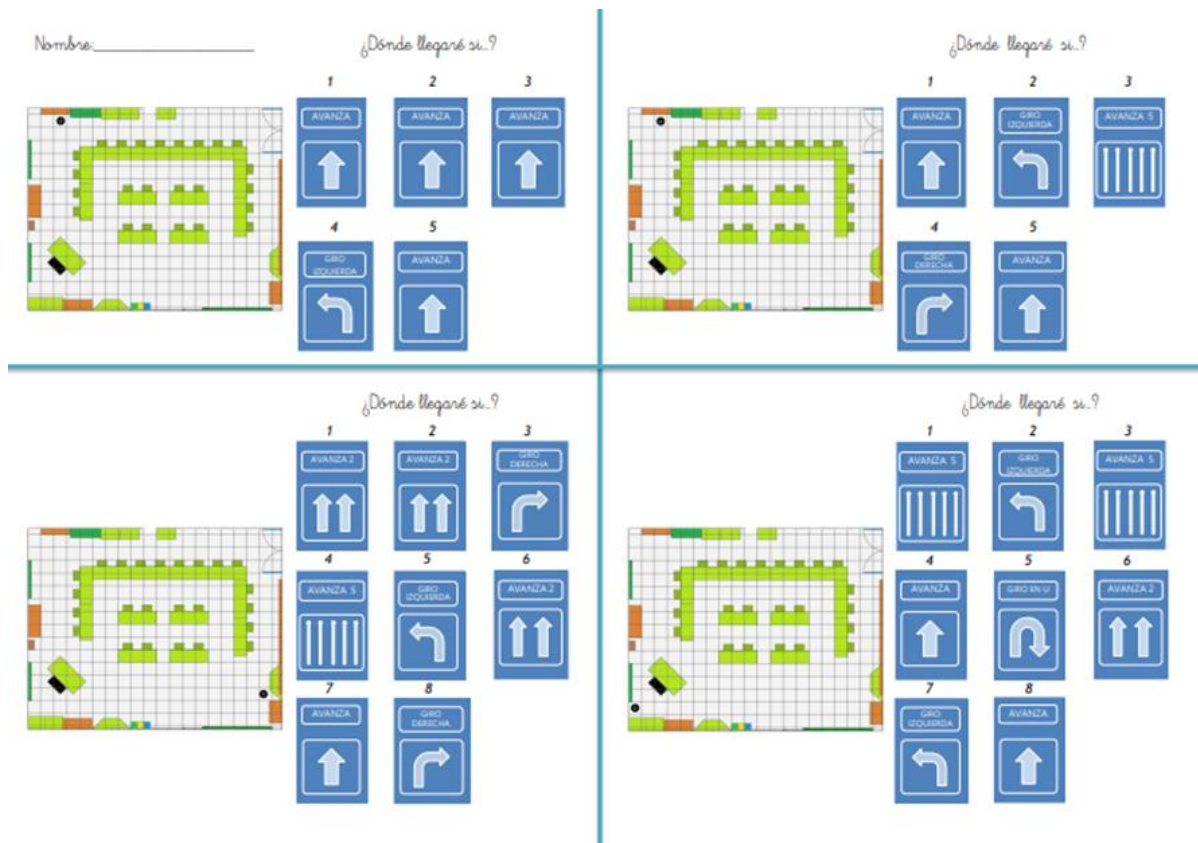 Nombre:____________________
¿Dónde llegaré si...?
1 2 3
AVANZA AVANZA AVANZA
4 5
GIRO
IZQUIERDA
AVANZA
¿Dónde llegaré si...?
1 2 3
AVANZA
GIRO
IZQUIERDA
AVANZA 5
4 5
GIRO
DERECHA
AVANZA
¿Dónde llegaré si...?
1 2 3
AVANZA 2 AVANZA 2
GIRO
DERECHA
4 5 6
AVANZA 5
GIRO
IZQUIERDA
AVANZA 2
7 8
AVANZA
GIRO
DERECHA
¿Dónde llegaré si...?
1 2 3
AVANZA 5
GIRO
IZQUIERDA
AVANZA 5
4 5 6
AVANZA GIRO EN U AVANZA 2
7 8
GIRO
IZQUIERDA
AVANZA